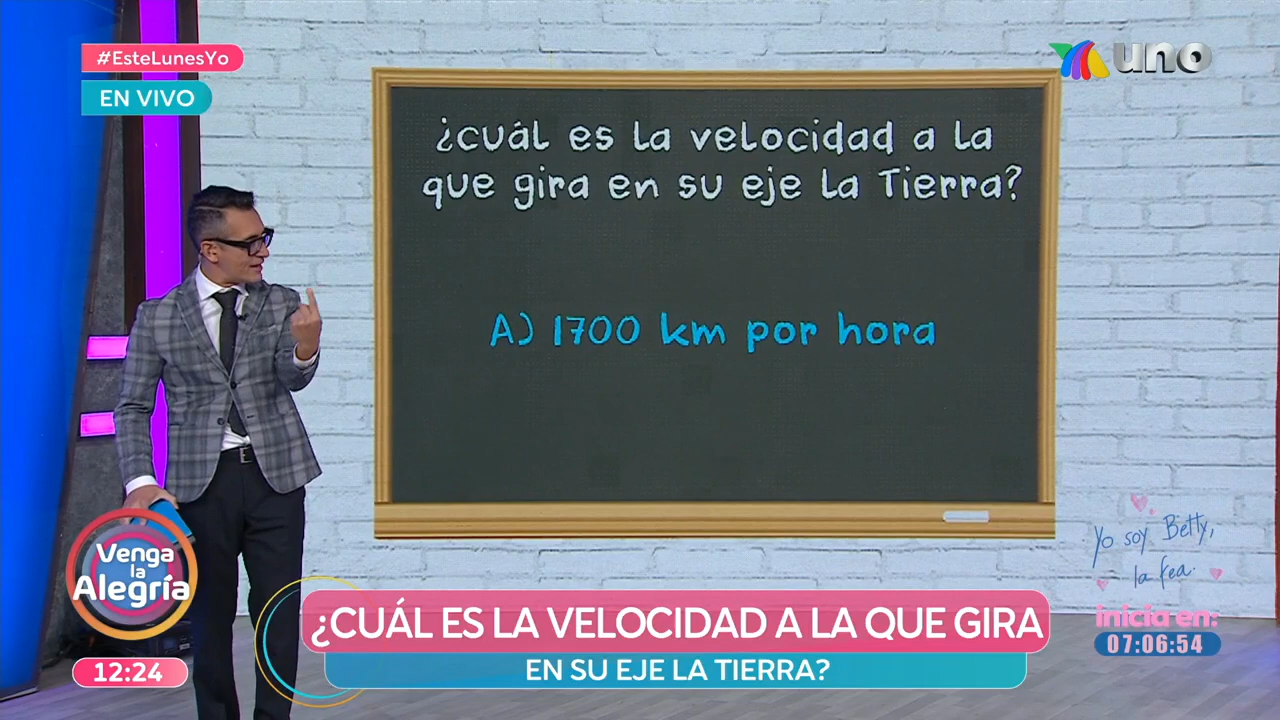 #EsteLunesYo
EN VIVO
uno
¿cuál es la velocidad a la
que gira en su eje la Tierra?
A) 1700 km por hora
Yo soy Betty,
la fea.
inicia en:
07:06:54
Venga
la
Alegría
¿CUÁL ES LA VELOCIDAD A LA QUE GIRA
EN SU EJE LA TIERRA?
12:24